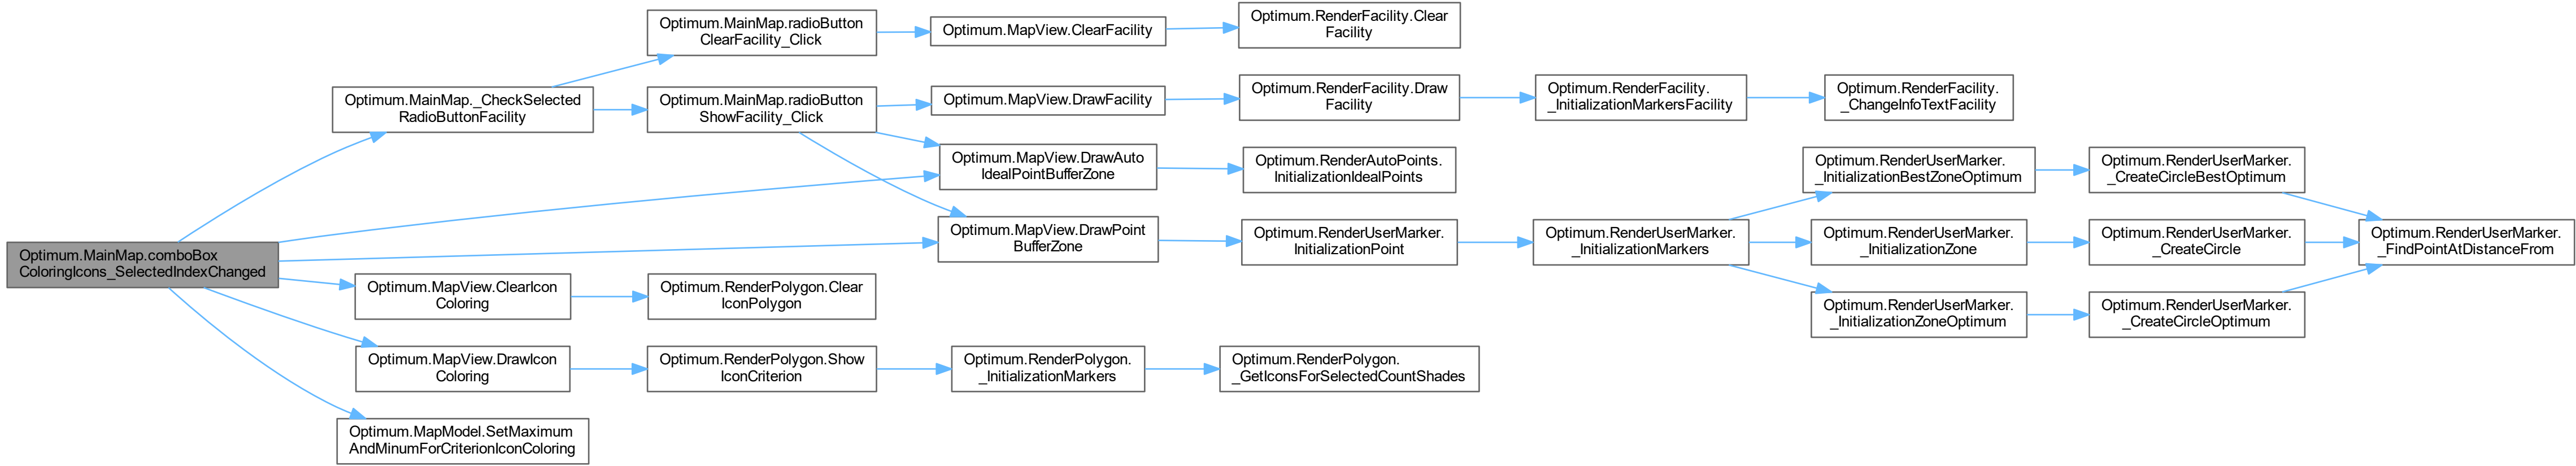 Optimum.MainMap.comboBox
ColoringIcons_SelectedIndexChanged
Optimum.MainMap._CheckSelected
RadioButtonFacility
Optimum.MainMap.radioButton
ClearFacility_Click
Optimum.MapView.ClearFacility
Optimum.RenderFacility.Clear
Facility
Optimum.MainMap.radioButton
ShowFacility_Click
Optimum.MapView.DrawFacility
Optimum.RenderFacility.Draw
Facility
Optimum.RenderFacility.
_InitializationMarkersFacility
Optimum.RenderFacility.
_ChangeInfoTextFacility
Optimum.MapView.DrawAuto
IdealPointBufferZone
Optimum.RenderAutoPoints.
InitializationIdealPoints
Optimum.MapView.DrawPoint
BufferZone
Optimum.RenderUserMarker.
InitializationPoint
Optimum.RenderUserMarker.
_InitializationMarkers
Optimum.RenderUserMarker.
_InitializationBestZoneOptimum
Optimum.RenderUserMarker.
_CreateCircleBestOptimum
Optimum.RenderUserMarker.
_InitializationZone
Optimum.RenderUserMarker.
_CreateCircle
Optimum.RenderUserMarker.
_FindPointAtDistanceFrom
Optimum.RenderUserMarker.
_InitializationZoneOptimum
Optimum.RenderUserMarker.
_CreateCircleOptimum
Optimum.MapView.ClearIcon
Coloring
Optimum.RenderPolygon.Clear
IconPolygon
Optimum.MapView.DrawIcon
Coloring
Optimum.RenderPolygon.Show
IconCriterion
Optimum.RenderPolygon.
_InitializationMarkers
Optimum.RenderPolygon.
_GetIconsForSelectedCountShades
Optimum.MapModel.SetMaximum
AndMinumForCriterionIconColoring